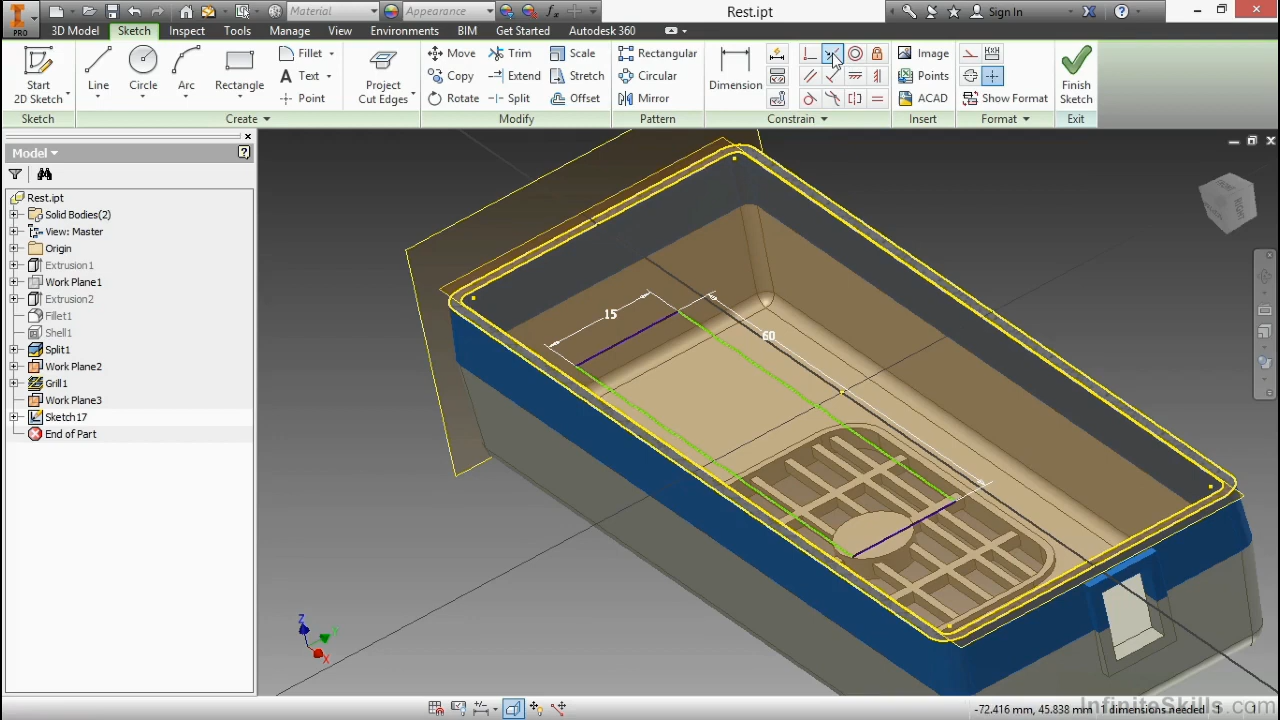 Material
Appearance
Rest.ipt
Sign In
PRO
3D Model
Sketch
Inspect
Tools
Manage
View
Environments
BIM
Get Started
Autodesk 360
Start
2D Sketch
Line
Circle
Arc
Rectangle
Fillet
Text
Point
Project
Cut Edges
Move
Copy
Rotate
Trim
Extend
Split
Scale
Stretch
Offset
Rectangular
Circular
Mirror
Dimension
Image
Points
ACAD
Show Format
Finish
Sketch
Sketch
Create
Modify
Pattern
Constrain
Insert
Format
Exit
Model
Rest.ipt
Solid Bodies(2)
View: Master
Origin
Extrusion1
Work Plane1
Extrusion2
Fillet1
Shell1
Split1
Work Plane2
Grill1
Work Plane3
Sketch17
End of Part
15
60
Z
X
-72.416 mm, 45.838 mm 1 dimensions needed 1 1
InfiniteSkills.com